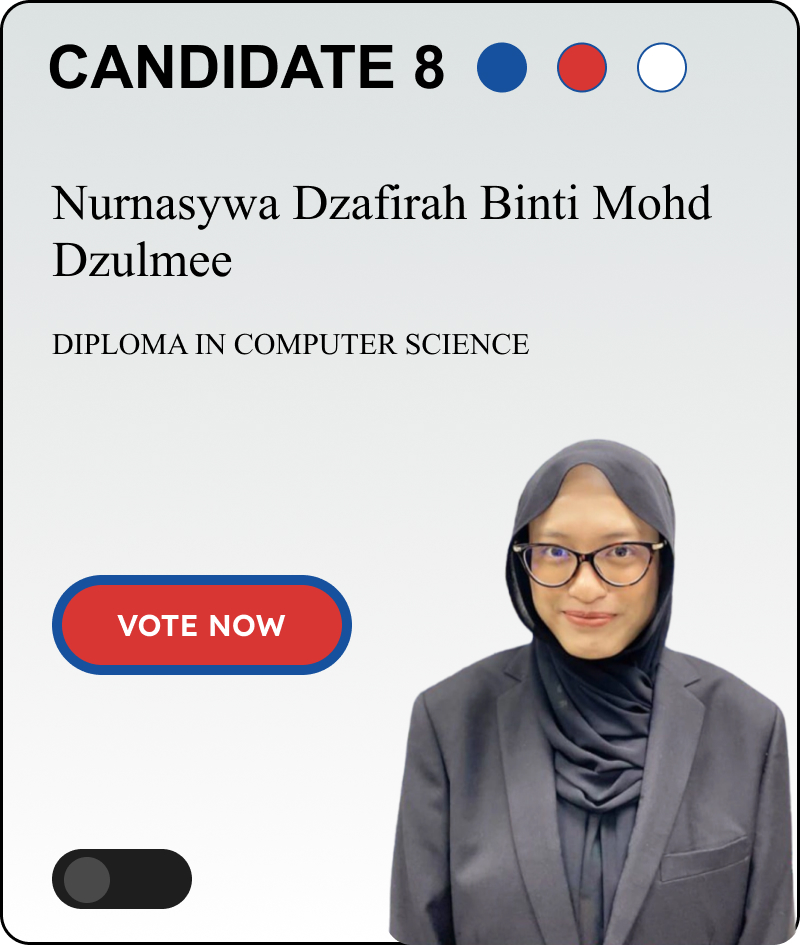 CANDIDATE 8
Nurnasywa Dzafirah Binti Mohd
Dzulmee
DIPLOMA IN COMPUTER SCIENCE
VOTE NOW